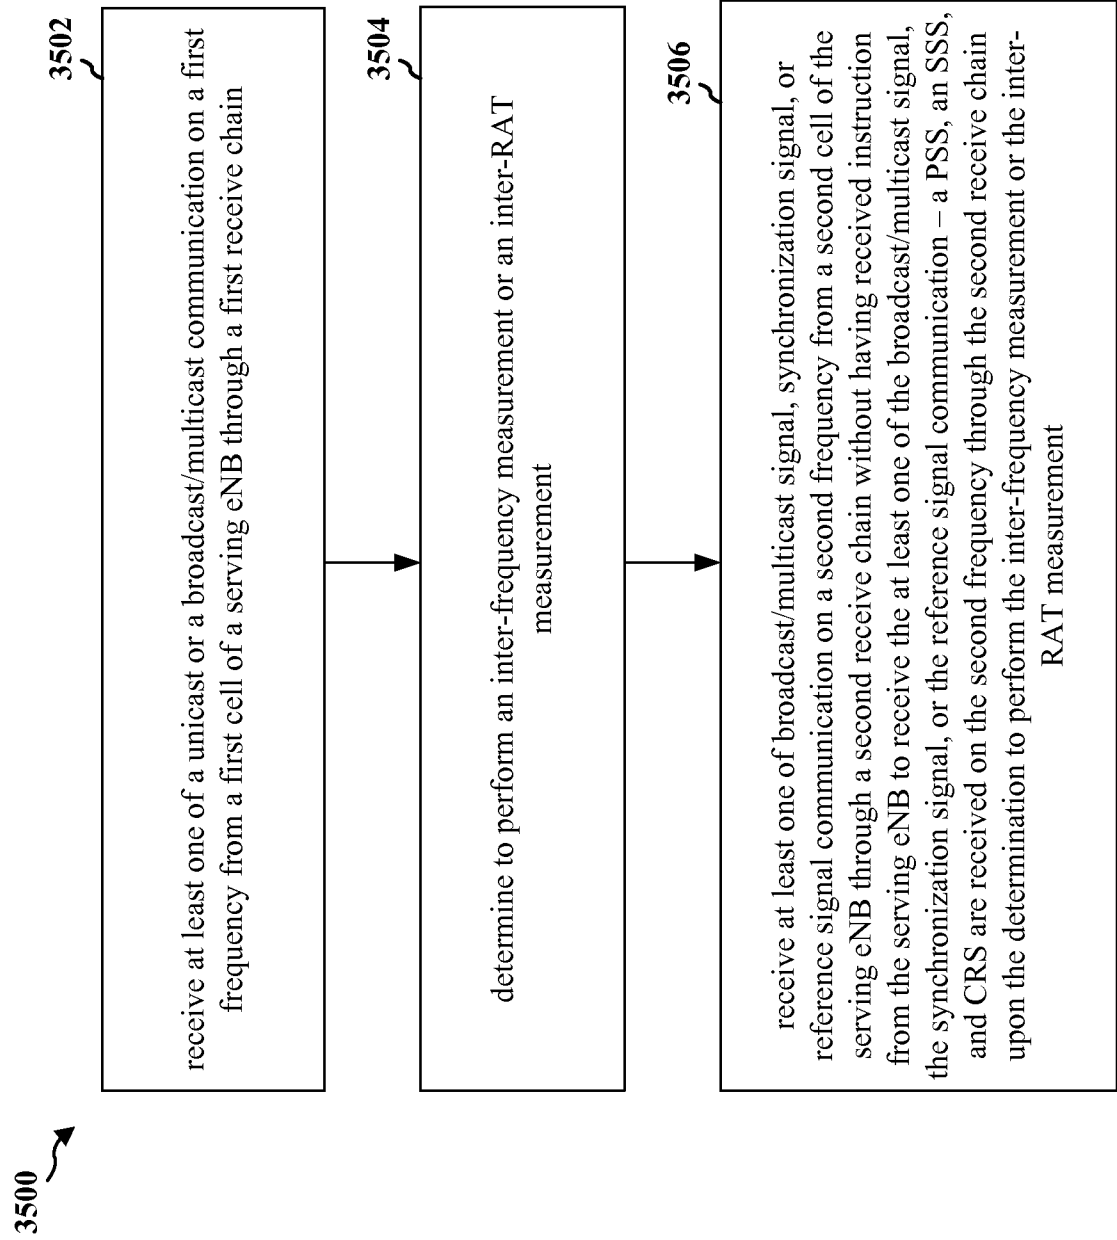 3500
3502
receive at least one of a unicast or a broadcast/multicast communication on a first
frequency from a first cell of a serving eNB through a first receive chain
3504
determine to perform an inter-frequency measurement or an inter-RAT
measurement
3506
receive at least one of broadcast/multicast signal, synchronization signal, or
reference signal communication on a second frequency from a second cell of the
serving eNB through a second receive chain without having received instruction
from the serving eNB to receive the at least one of the broadcast/multicast signal,
the synchronization signal, or the reference signal communication – a PSS, an SSS,
and CRS are received on the second frequency through the second receive chain
upon the determination to perform the inter-frequency measurement or the inter-
RAT measurement